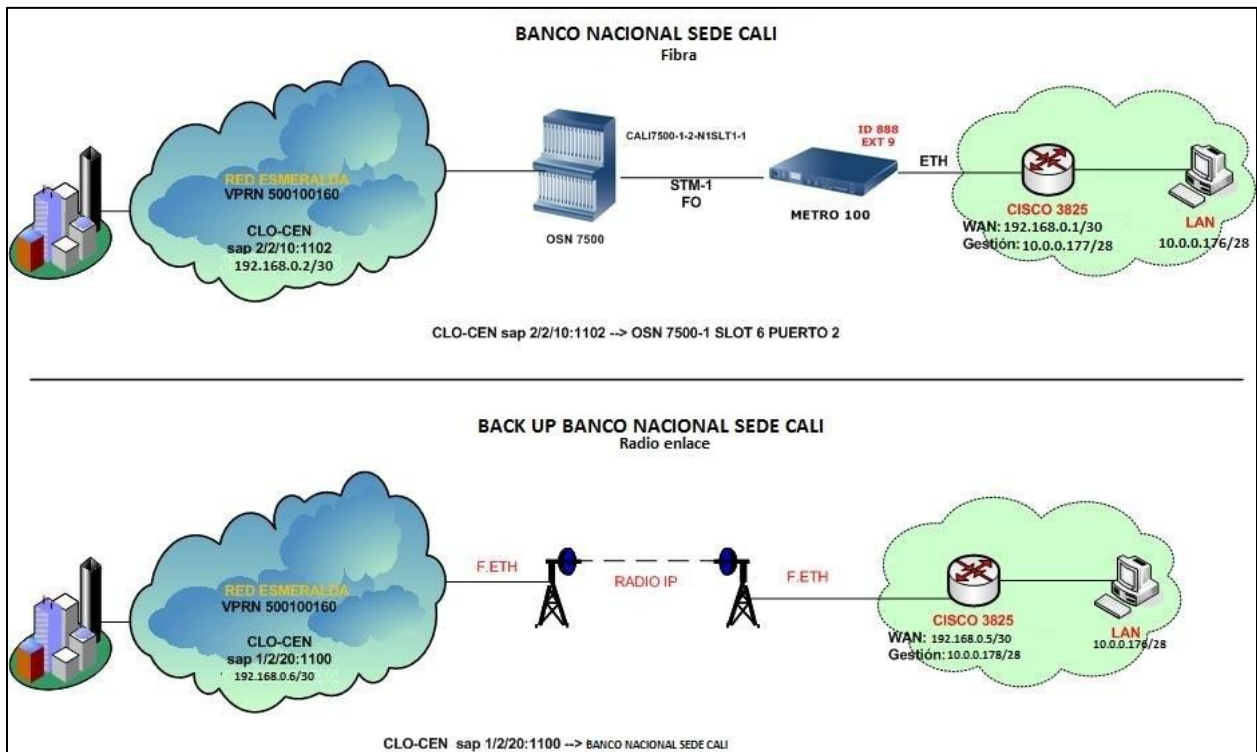 BANCO NACIONAL SEDE CALI
Fibra
RED ESMERALDA
VPRN 500100160
CLO-CEN
sap 2/2/10:1102
192.168.0.2/30
CALI7500-1-2-N1SLT1-1
OSN 7500
STM-1
FO
ID 888
EXT 9
METRO 100
ETH
CISCO 3825
WAN: 192.168.0.1/30
Gestión: 10.0.0.177/28
LAN
10.0.0.176/28
CLO-CEN sap 2/2/10:1102 --> OSN 7500-1 SLOT 6 PUERTO 2
BACK UP BANCO NACIONAL SEDE CALI
Radio enlace
RED ESMERALDA
VPRN 500100160
CLO-CEN
sap 1/2/20:1100
192.168.0.6/30
F.ETH
RADIO IP
F.ETH
CISCO 3825
WAN: 192.168.0.5/30
Gestión: 10.0.0.178/28
LAN
10.0.0.176/28
CLO-CEN sap 1/2/20:1100 --> BANCO NACIONAL SEDE CALI